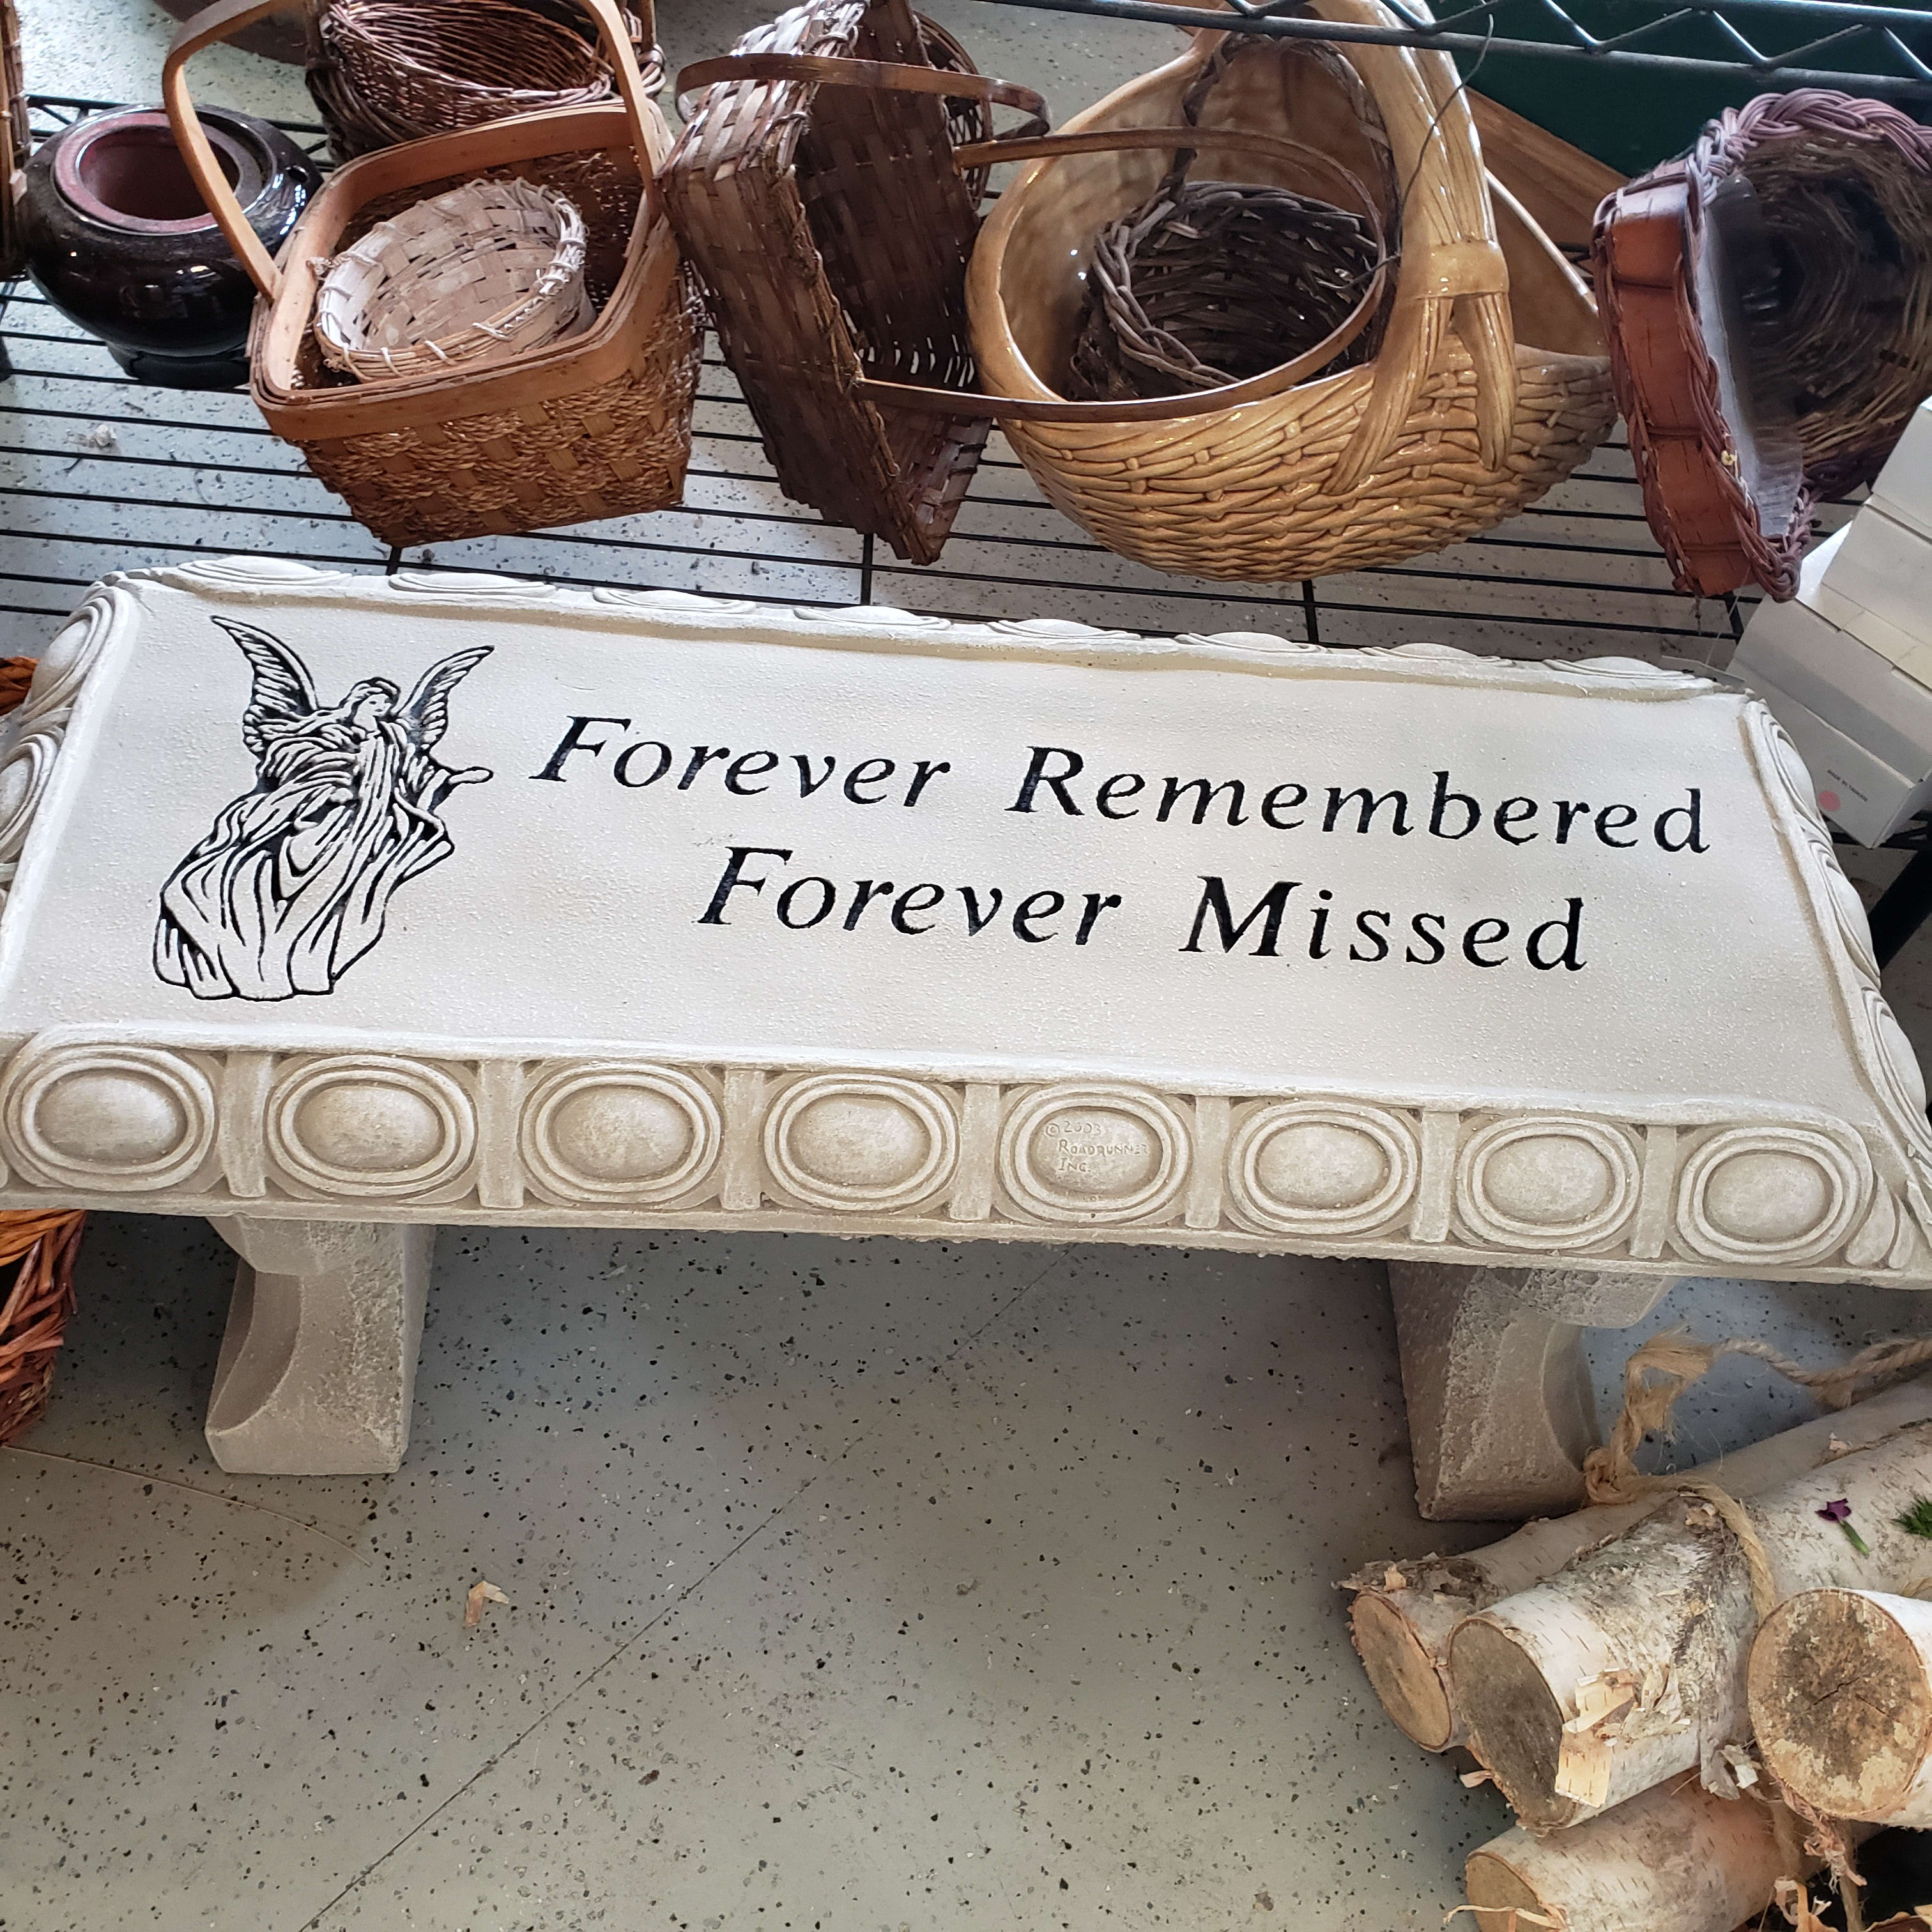 Forever Remembered
Forever Missed
©2003
ROADRUNNER
INC.